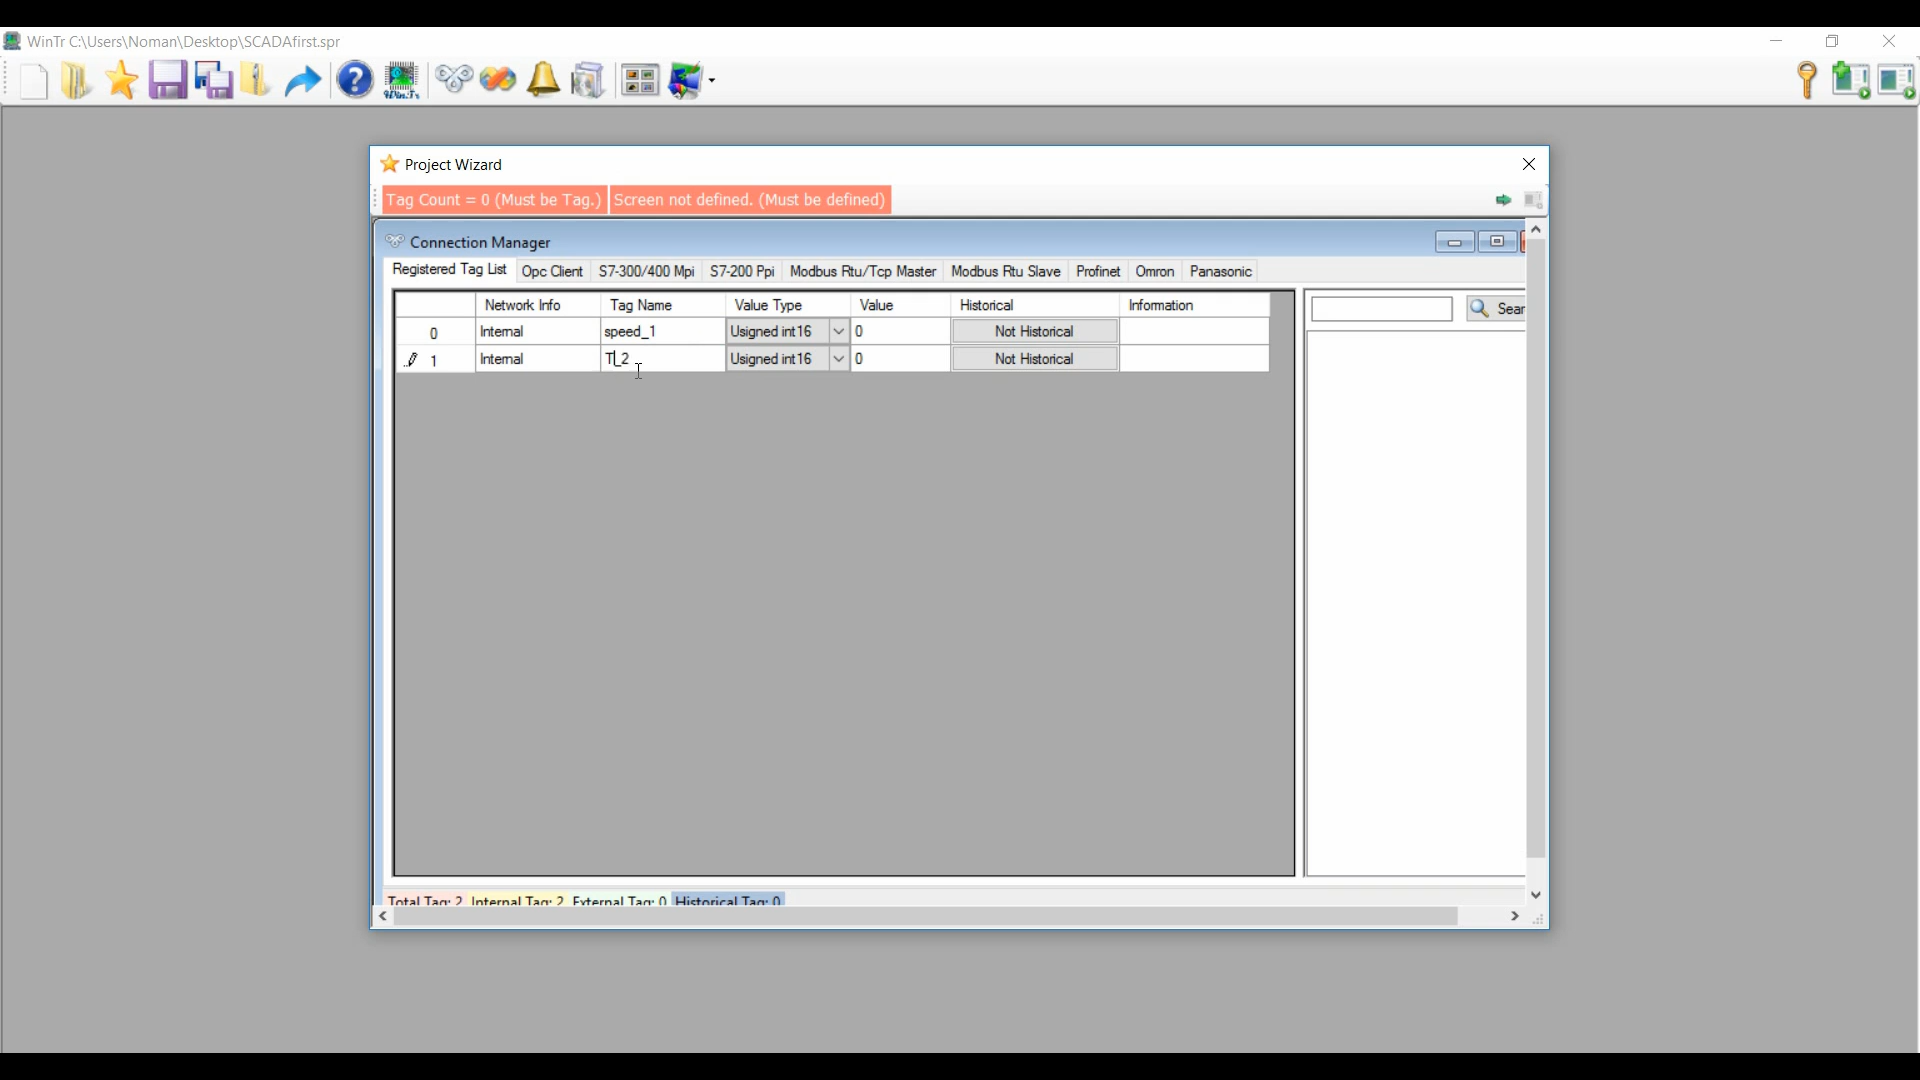 WinTr C:\Users\Noman\Desktop\SCADAfirst.spr
WinTr
Project Wizard
Tag Count = 0 (Must be Tag.) Screen not defined. (Must be defined)
Connection Manager
Registered Tag List Opc Client S7-300/400 Mpi S7-200 Ppi Modbus Rtu/Tcp Master Modbus Rtu Slave Profinet Omron Panasonic
Network Info Tag Name Value Type Value Historical Information
0 Internal speed_1 Usigned int16 0 Not Historical
1 Internal T_2 Usigned int16 0 Not Historical
Sear
Total Tag: 2 Internal Tag: 2 External Tag: 0 Historical Tag: 0